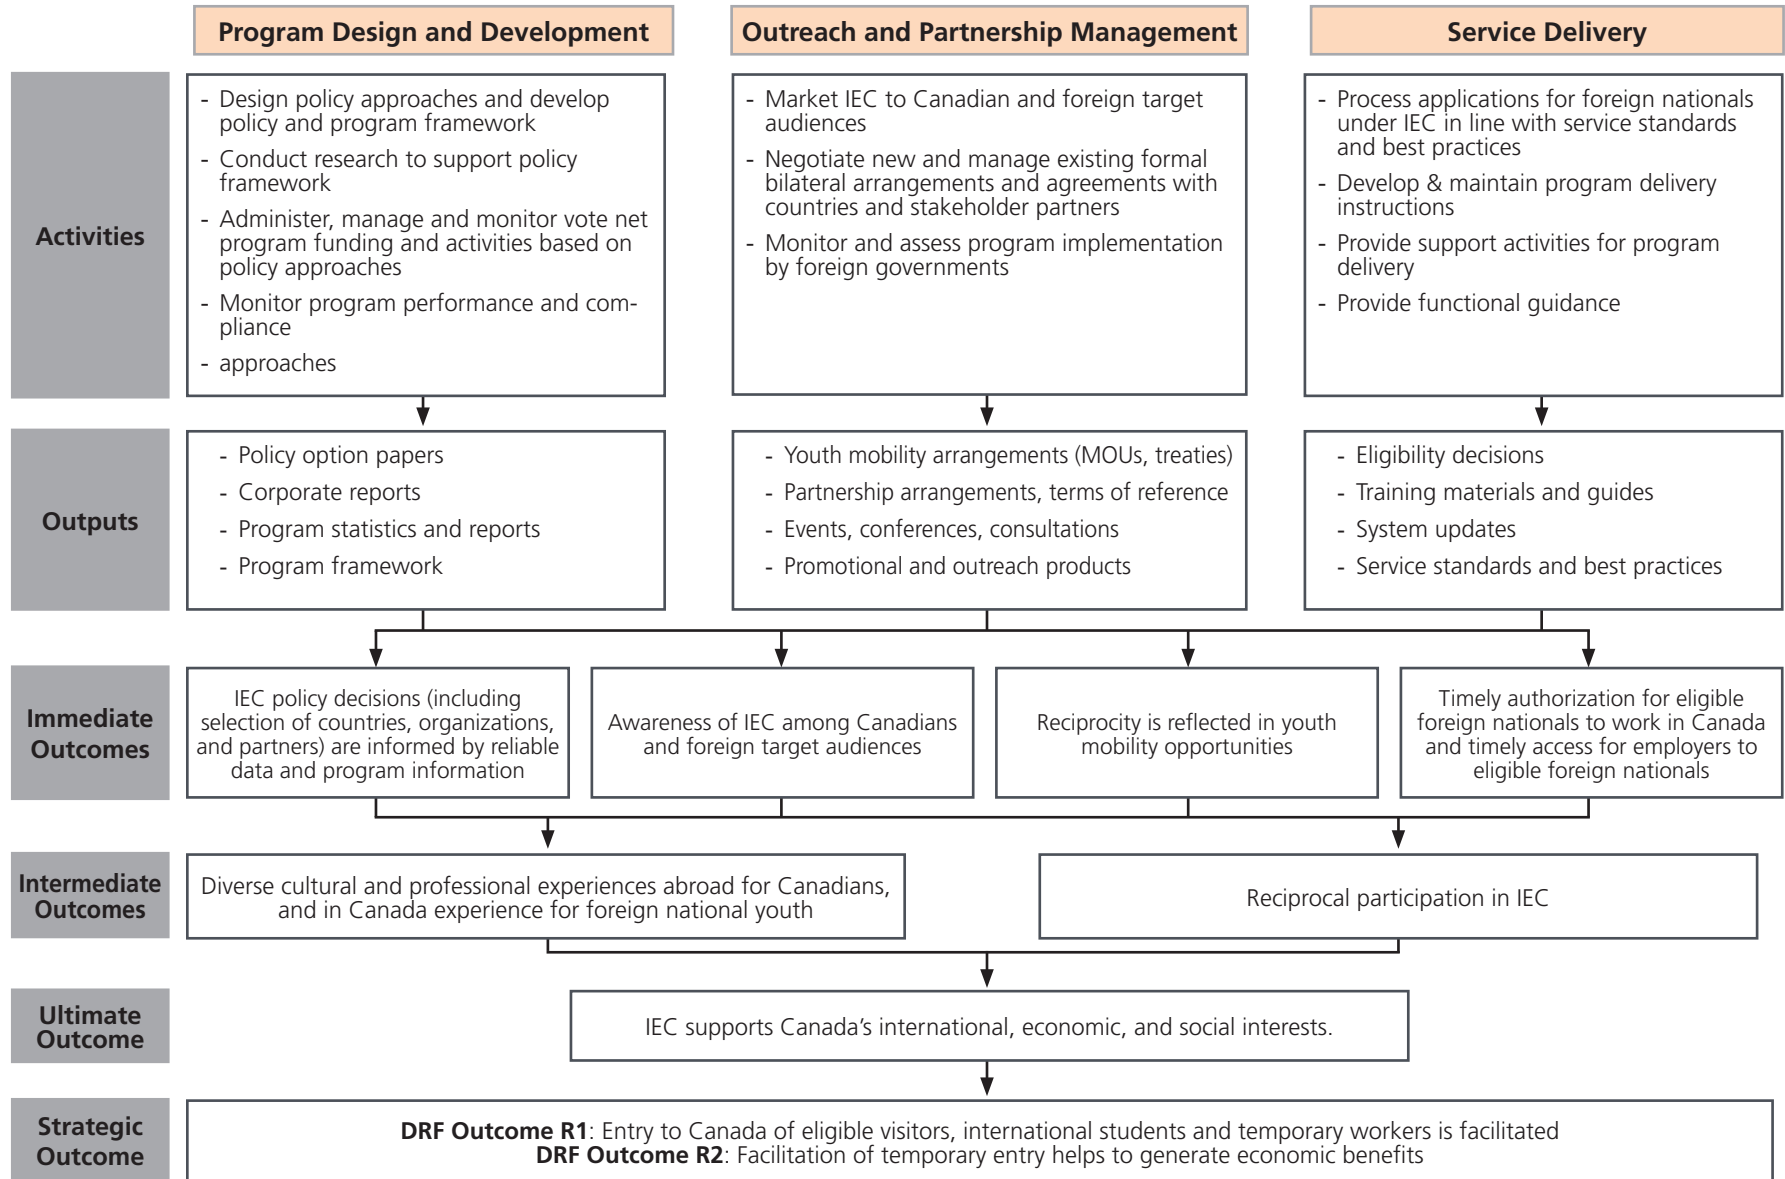 Program Design and Development
Outreach and Partnership Management
Service Delivery
Activities
- Design policy approaches and develop
policy and program framework
- Conduct research to support policy
framework
- Administer, manage and monitor vote net
program funding and activities based on
policy approaches
- Monitor program performance and com-
pliance
- approaches
- Market IEC to Canadian and foreign target
audiences
- Negotiate new and manage existing formal
bilateral arrangements and agreements with
countries and stakeholder partners
- Monitor and assess program implementation
by foreign governments
- Process applications for foreign nationals
under IEC in line with service standards
and best practices
- Develop & maintain program delivery
instructions
- Provide support activities for program
delivery
- Provide functional guidance
Outputs
- Policy option papers
- Corporate reports
- Program statistics and reports
- Program framework
- Youth mobility arrangements (MOUs, treaties)
- Partnership arrangements, terms of reference
- Events, conferences, consultations
- Promotional and outreach products
- Eligibility decisions
- Training materials and guides
- System updates
- Service standards and best practices
Immediate
Outcomes
IEC policy decisions (including
selection of countries, organizations,
and partners) are informed by reliable
data and program information
Awareness of IEC among Canadians
and foreign target audiences
Reciprocity is reflected in youth
mobility opportunities
Timely authorization for eligible
foreign nationals to work in Canada
and timely access for employers to
eligible foreign nationals
Intermediate
Outcomes
Diverse cultural and professional experiences abroad for Canadians,
and in Canada experience for foreign national youth
Reciprocal participation in IEC
Ultimate
Outcome
IEC supports Canada’s international, economic, and social interests.
Strategic
Outcome
DRF Outcome R1: Entry to Canada of eligible visitors, international students and temporary workers is facilitated
DRF Outcome R2: Facilitation of temporary entry helps to generate economic benefits